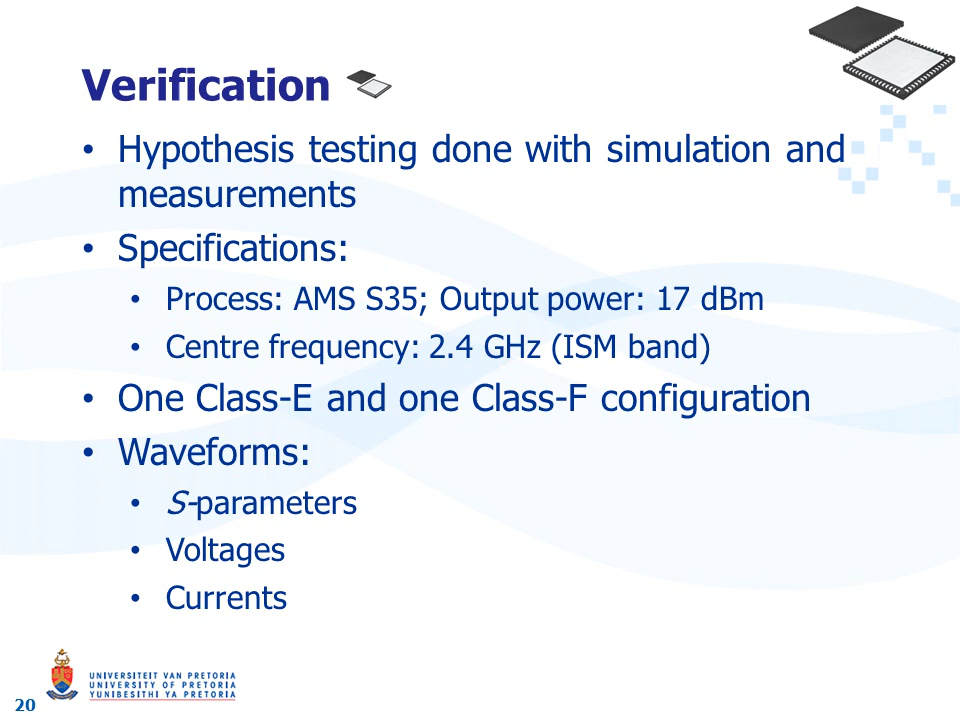 Verification
• Hypothesis testing done with simulation and
measurements
• Specifications:
• Process: AMS S35; Output power: 17 dBm
• Centre frequency: 2.4 GHz (ISM band)
• One Class-E and one Class-F configuration
• Waveforms:
• S-parameters
• Voltages
• Currents
UNIVERSITEIT VAN PRETORIA
UNIVERSITY OF PRETORIA
YUNIBESITHI YA PRETORIA
20